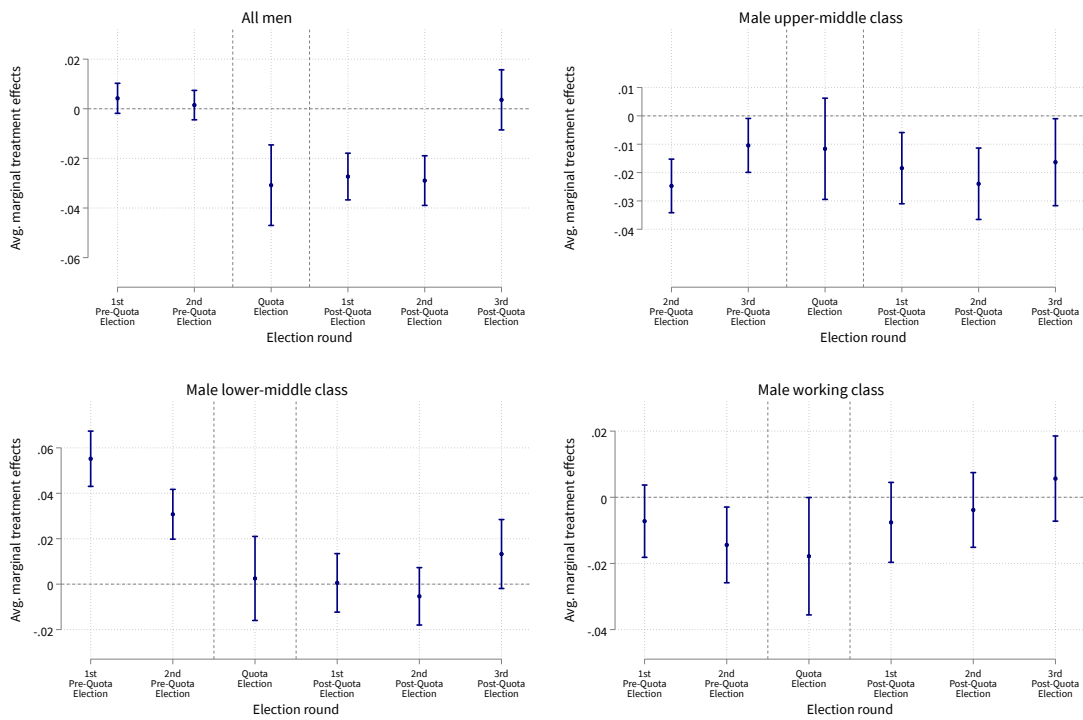 All men
Avg. marginal treatment effects
.02
0
-.02
-.04
-.06
1st
Pre-Quota
Election
2nd
Pre-Quota
Election
Quota
Election
1st
Post-Quota
Election
2nd
Post-Quota
Election
3rd
Post-Quota
Election
Election round
Male upper-middle class
Avg. marginal treatment effects
.01
0
-.01
-.02
-.03
-.04
2nd
Pre-Quota
Election
3rd
Pre-Quota
Election
Quota
Election
1st
Post-Quota
Election
2nd
Post-Quota
Election
3rd
Post-Quota
Election
Election round
Male lower-middle class
Avg. marginal treatment effects
.06
.04
.02
0
-.02
1st
Pre-Quota
Election
2nd
Pre-Quota
Election
Quota
Election
1st
Post-Quota
Election
2nd
Post-Quota
Election
3rd
Post-Quota
Election
Election round
Male working class
Avg. marginal treatment effects
.02
0
-.02
-.04
1st
Pre-Quota
Election
2nd
Pre-Quota
Election
Quota
Election
1st
Post-Quota
Election
2nd
Post-Quota
Election
3rd
Post-Quota
Election
Election round